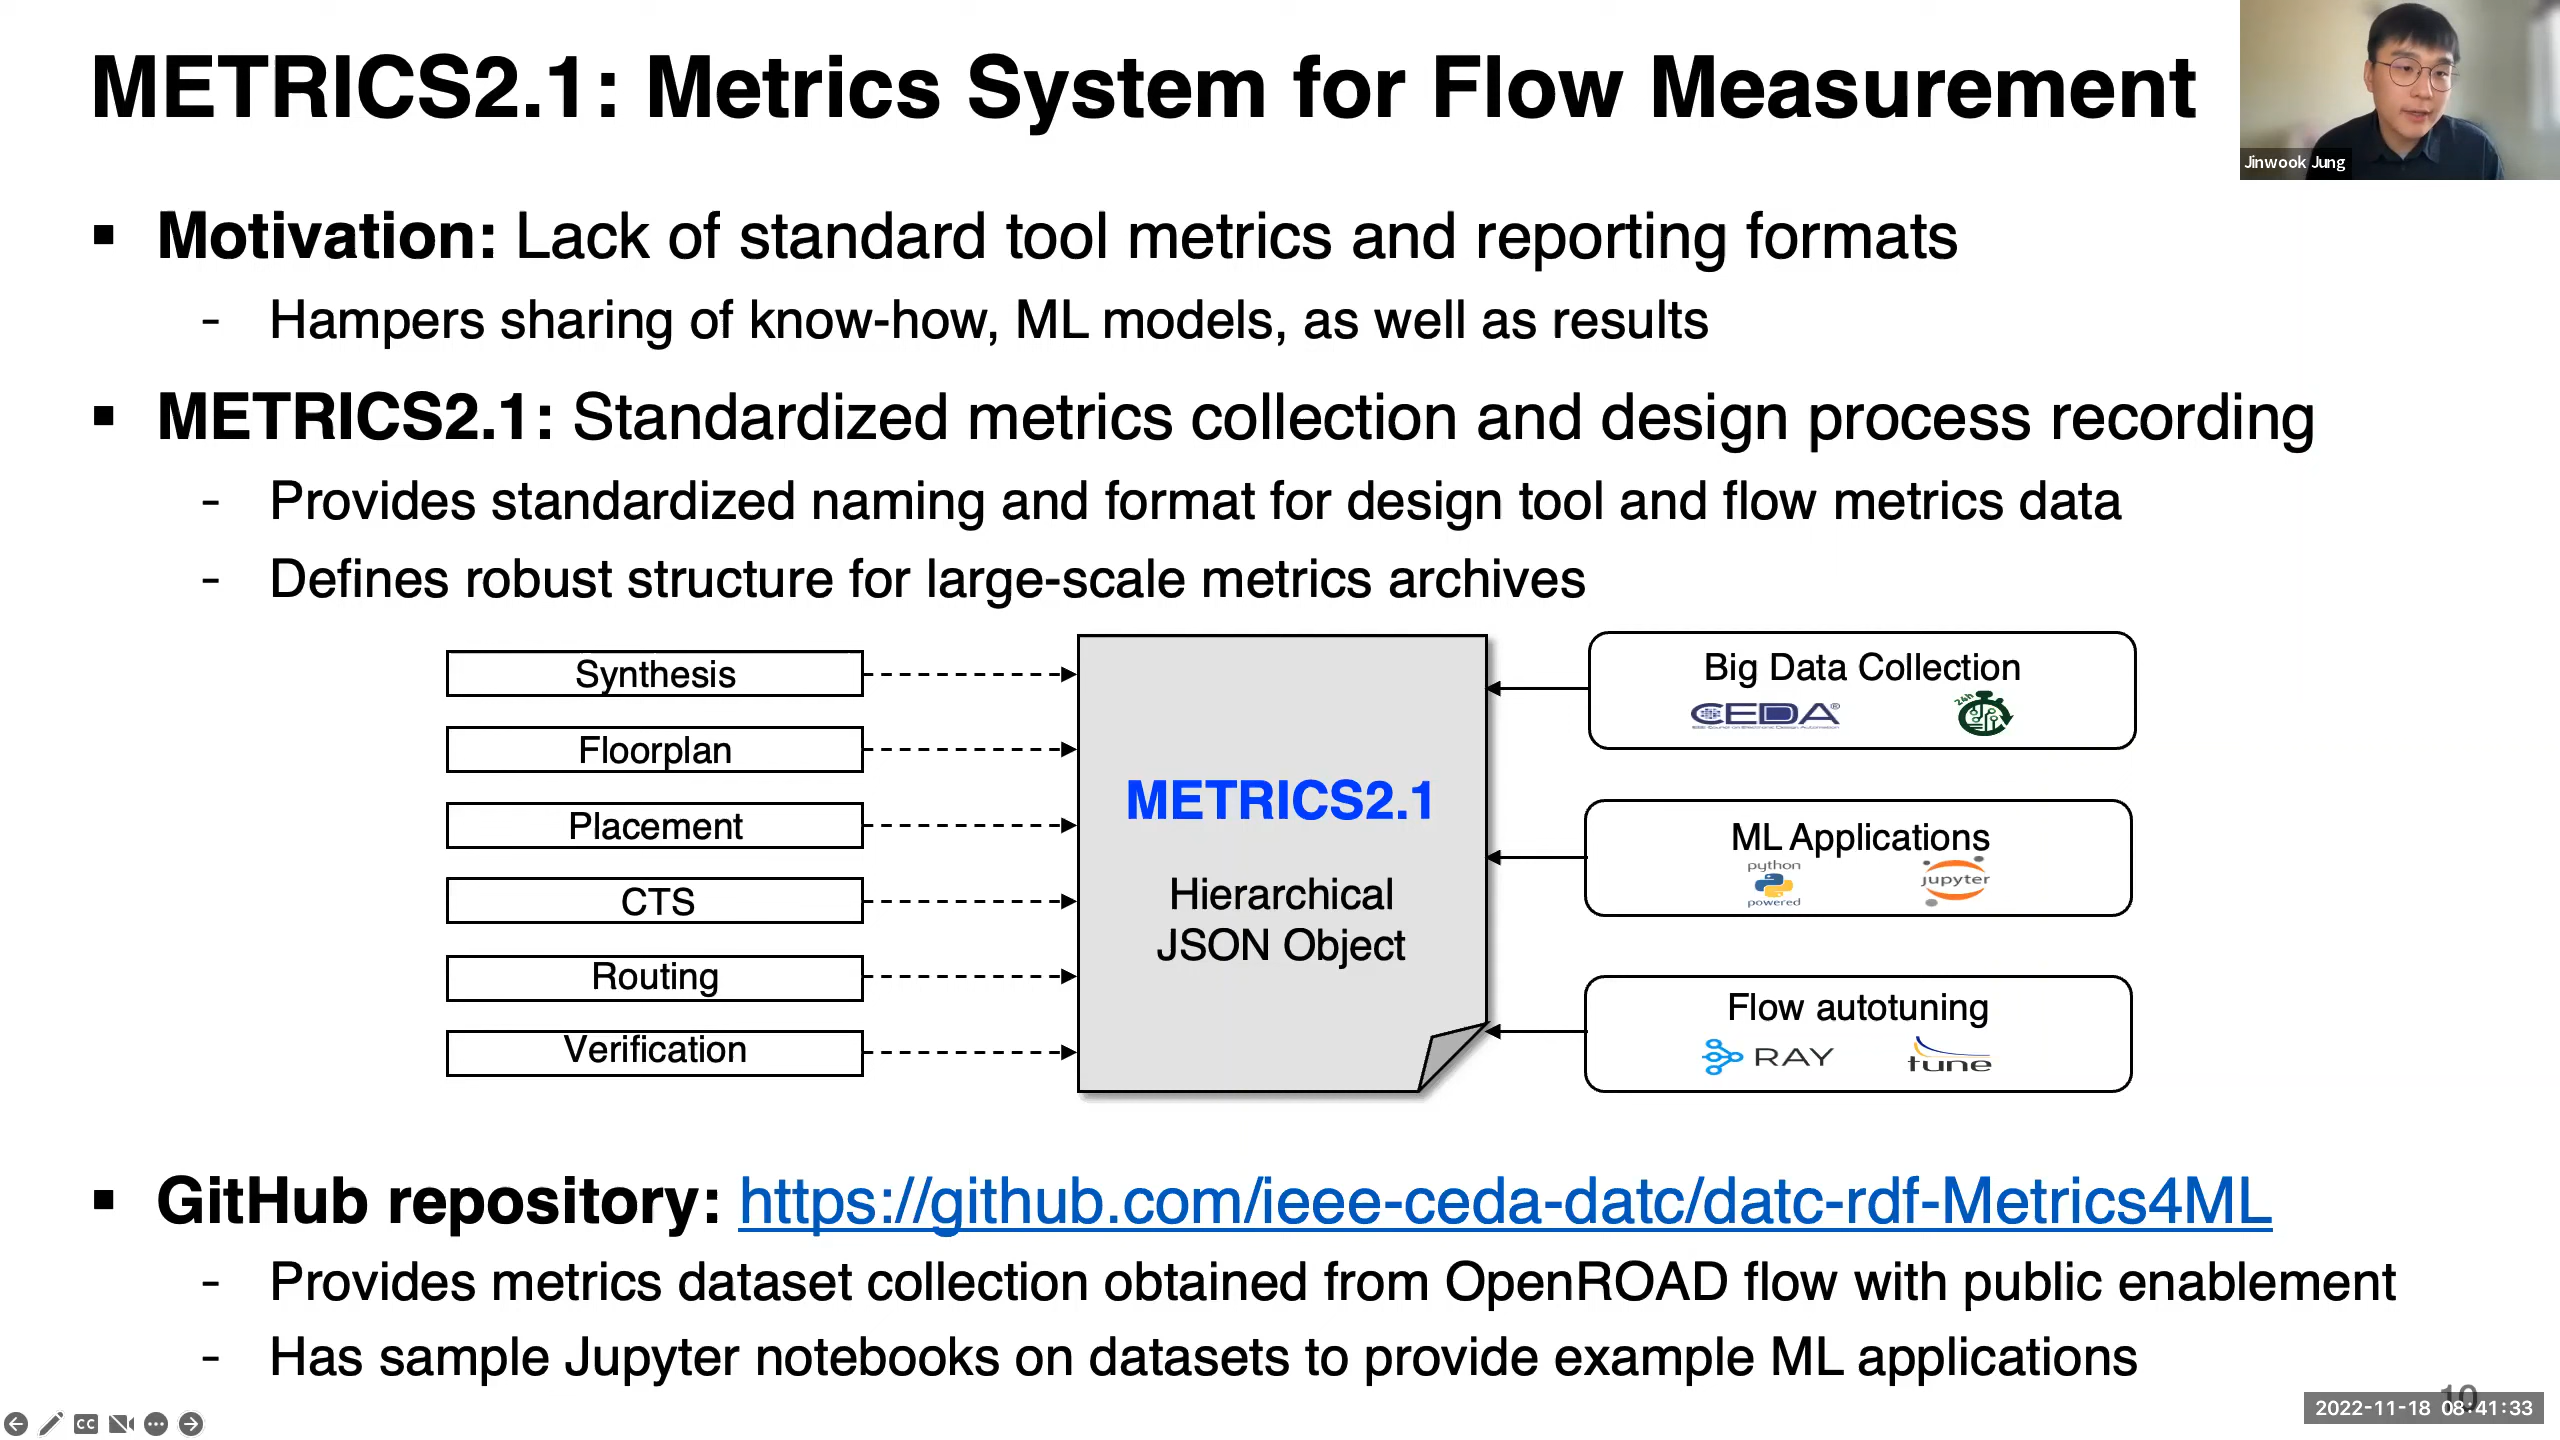 METRICS2.1: Metrics System for Flow Measurement
Jinwook Jung
▪ Motivation: Lack of standard tool metrics and reporting formats
- Hampers sharing of know-how, ML models, as well as results
▪ METRICS2.1: Standardized metrics collection and design process recording
- Provides standardized naming and format for design tool and flow metrics data
- Defines robust structure for large-scale metrics archives
Synthesis
Floorplan
Placement
CTS
Routing
Verification
METRICS2.1
Hierarchical
JSON Object
Big Data Collection
CEDA®
24h
ML Applications
python
powered
jupyter
Flow autotuning
RAY
tune
▪ GitHub repository: https://github.com/ieee-ceda-datc/datc-rdf-Metrics4ML
- Provides metrics dataset collection obtained from OpenROAD flow with public enablement
- Has sample Jupyter notebooks on datasets to provide example ML applications
10
CC
2022-11-18 08:41:33